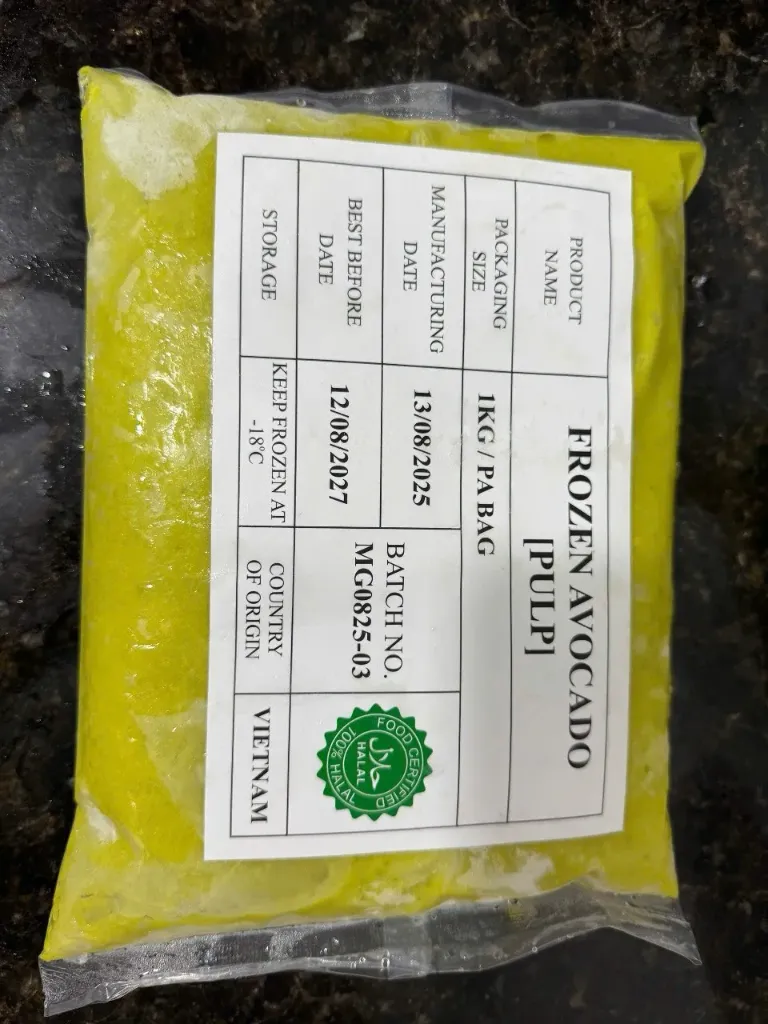 PRODUCT
NAME
FROZEN AVOCADO
[PULP]
PACKAGING
SIZE
1KG / PA BAG
MANUFACTURING
DATE
13/08/2025
BATCH NO.
MG0825-03
BEST BEFORE
DATE
12/08/2027
FOOD CERTIFIED
حلال
HALAL
100% HALAL
STORAGE
KEEP FROZEN AT
-18°C
COUNTRY
OF ORIGIN
VIETNAM